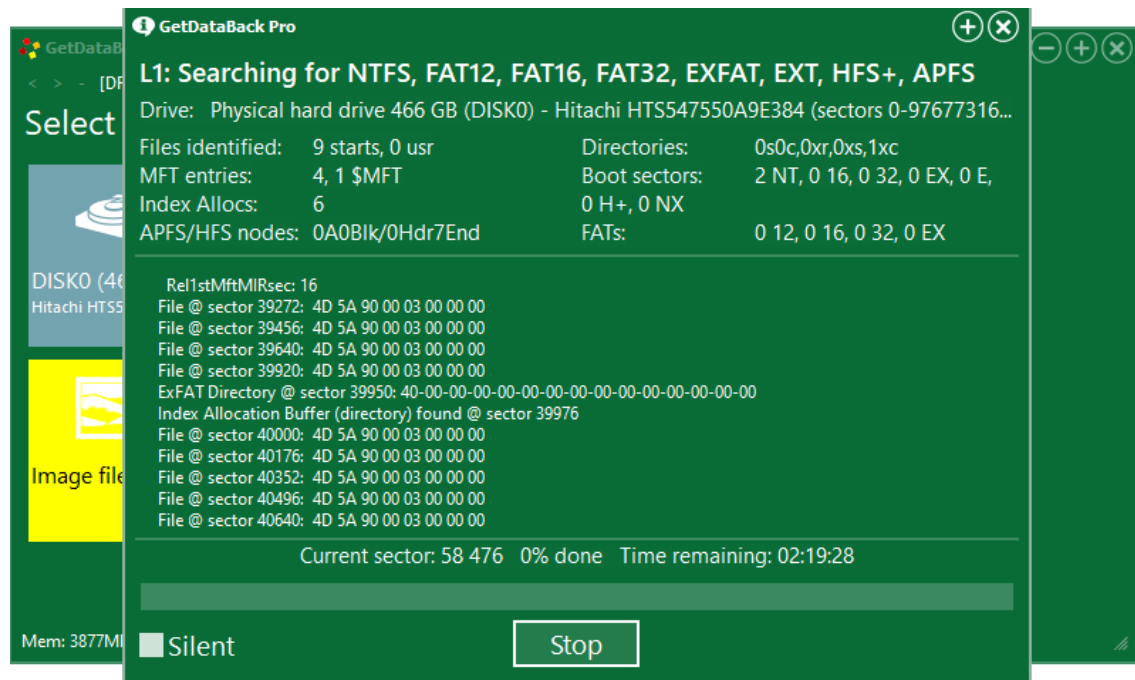 GetDataBack Pro
L1: Searching for NTFS, FAT12, FAT16, FAT32, EXFAT, EXT, HFS+, APFS
Drive: Physical hard drive 466 GB (DISK0) - Hitachi HTS547550A9E384 (sectors 0-97677316...
Files identified: 9 starts, 0 usr Directories: 0s0c,0xr,0xs,1xc
MFT entries: 4, 1 $MFT Boot sectors: 2 NT, 0 16, 0 32, 0 EX, 0 E,
Index Allocs: 6 0 H+, 0 NX
APFS/HFS nodes: 0A0Blk/0Hdr7End FATs: 0 12, 0 16, 0 32, 0 EX
Rel1stMftMIRsec: 16
File @ sector 39272: 4D 5A 90 00 03 00 00 00
File @ sector 39456: 4D 5A 90 00 03 00 00 00
File @ sector 39640: 4D 5A 90 00 03 00 00 00
File @ sector 39920: 4D 5A 90 00 03 00 00 00
ExFAT Directory @ sector 39950: 40-00-00-00-00-00-00-00-00-00-00-00-00-00
Index Allocation Buffer (directory) found @ sector 39976
File @ sector 40000: 4D 5A 90 00 03 00 00 00
File @ sector 40176: 4D 5A 90 00 03 00 00 00
File @ sector 40352: 4D 5A 90 00 03 00 00 00
File @ sector 40496: 4D 5A 90 00 03 00 00 00
File @ sector 40640: 4D 5A 90 00 03 00 00 00
Current sector: 58 476 0% done Time remaining: 02:19:28
Silent
Stop
GetDataB
< > - [DR
Select
DISK0 (46
Hitachi HTS5
Image file
Mem: 3877MI